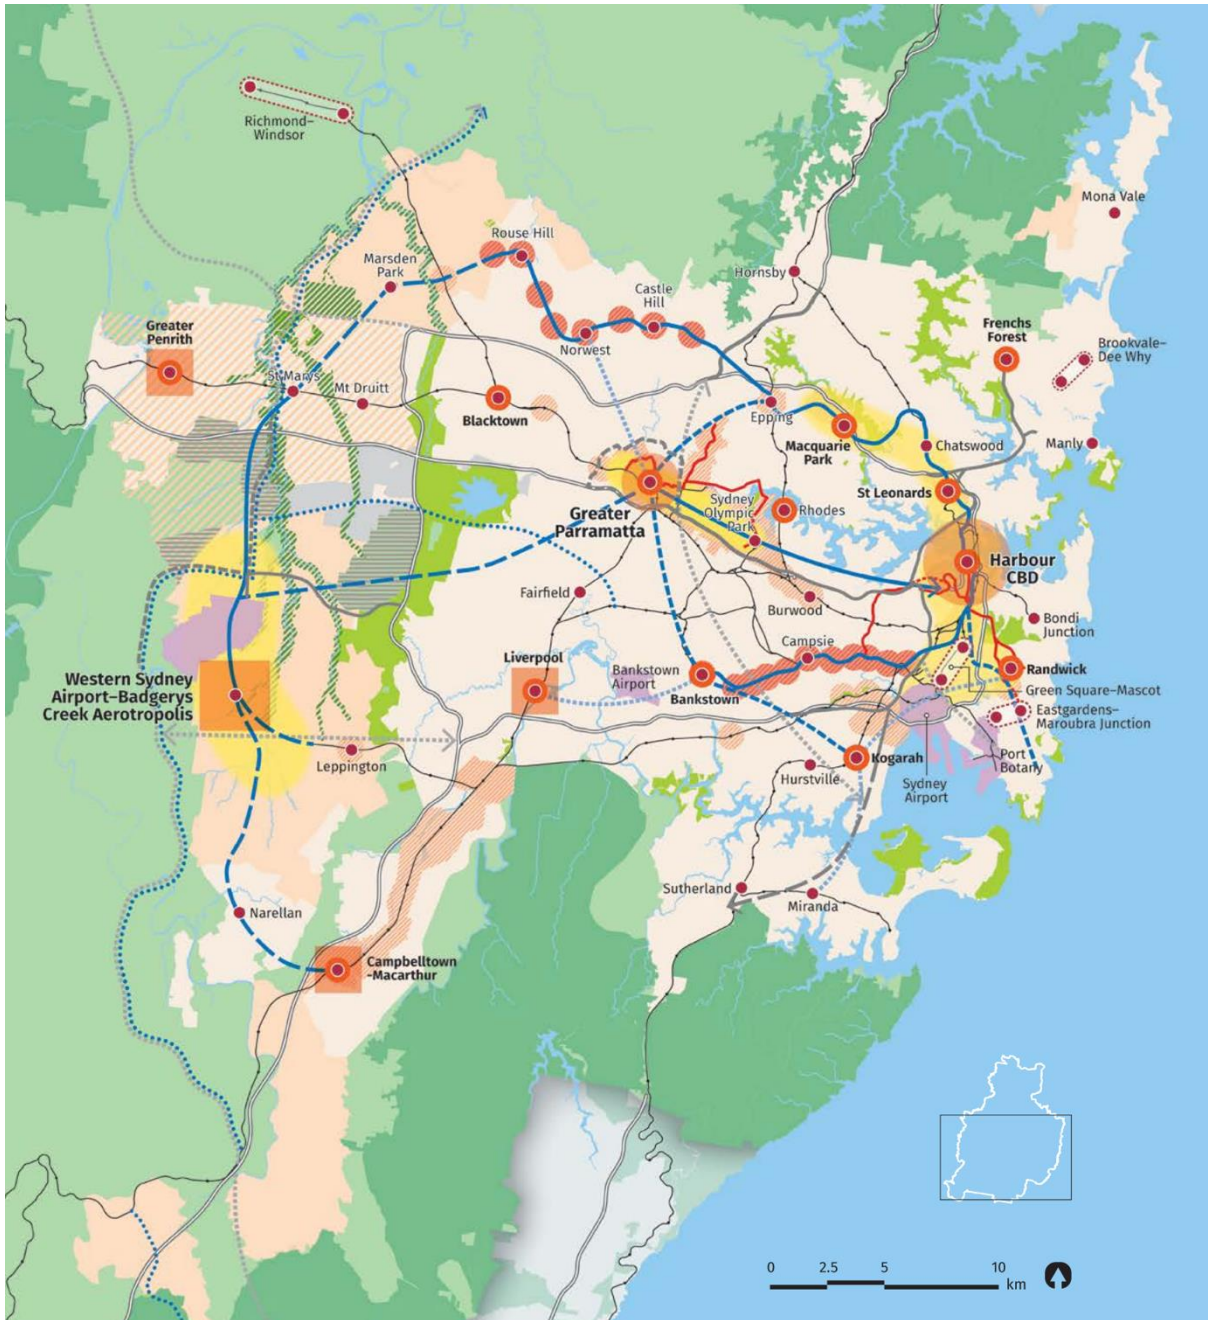 Richmond–
Windsor
Mona Vale
Rouse Hill
Marsden
Park
Hornsby
Castle
Hill
Greater
Penrith
Frenchs
Forest
Norwest
Brookvale–
Dee Why
St Marys
Mt Druitt
Blacktown
Epping
Macquarie
Park
Chatswood
Manly
St Leonards
Sydney
Olympic
Park
Rhodes
Greater
Parramatta
Harbour
CBD
Fairfield
Burwood
Bondi
Junction
Campsie
Liverpool
Bankstown
Airport
Bankstown
Randwick
Green Square–Mascot
Western Sydney
Airport–Badgerys
Creek Aerotropolis
Eastgardens–
Maroubra Junction
Leppington
Kogarah
Port
Botany
Hurstville
Sydney
Airport
Sutherland
Miranda
Narellan
Campbelltown
-Macarthur
0 2.5 5 10
km